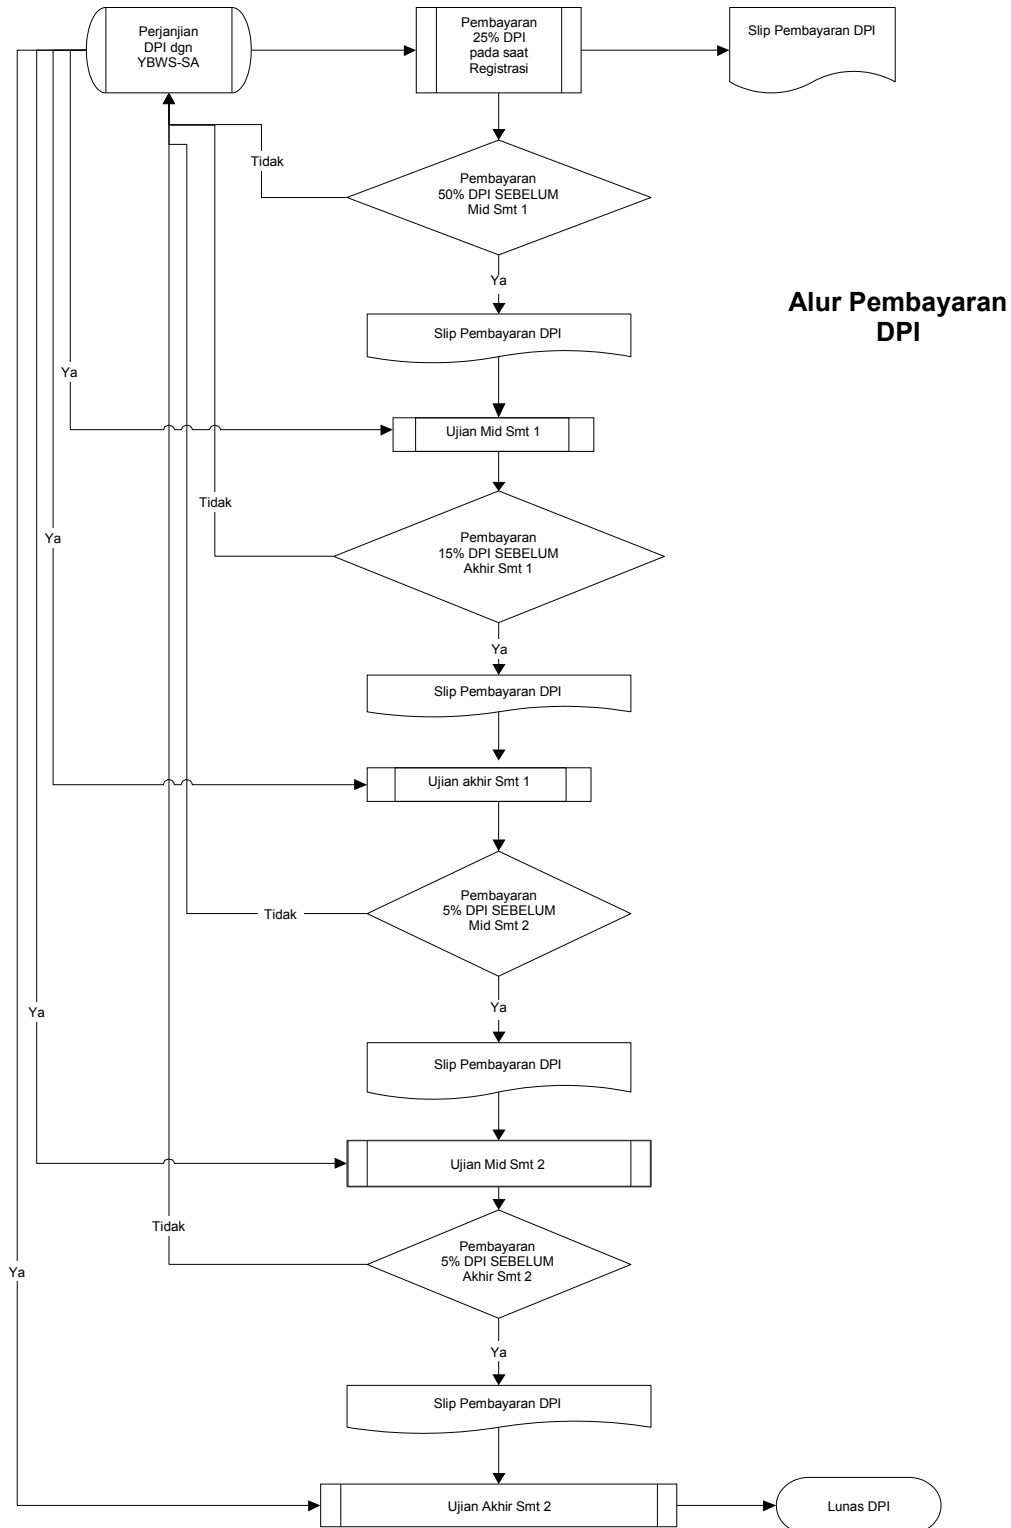 Perjanjian
DPI dgn
YBWS-SA
Pembayaran
25% DPI
pada saat
Registrasi
Slip Pembayaran DPI
Tidak
Pembayaran
50% DPI SEBELUM
Mid Smt 1
Ya
Alur Pembayaran
DPI
Slip Pembayaran DPI
Ya
Ujian Mid Smt 1
Tidak
Ya
Pembayaran
15% DPI SEBELUM
Akhir Smt 1
Ya
Slip Pembayaran DPI
Ujian akhir Smt 1
Pembayaran
5% DPI SEBELUM
Mid Smt 2
Tidak
Ya
Ya
Slip Pembayaran DPI
Ujian Mid Smt 2
Tidak
Pembayaran
5% DPI SEBELUM
Akhir Smt 2
Ya
Ya
Slip Pembayaran DPI
Ujian Akhir Smt 2
Lunas DPI